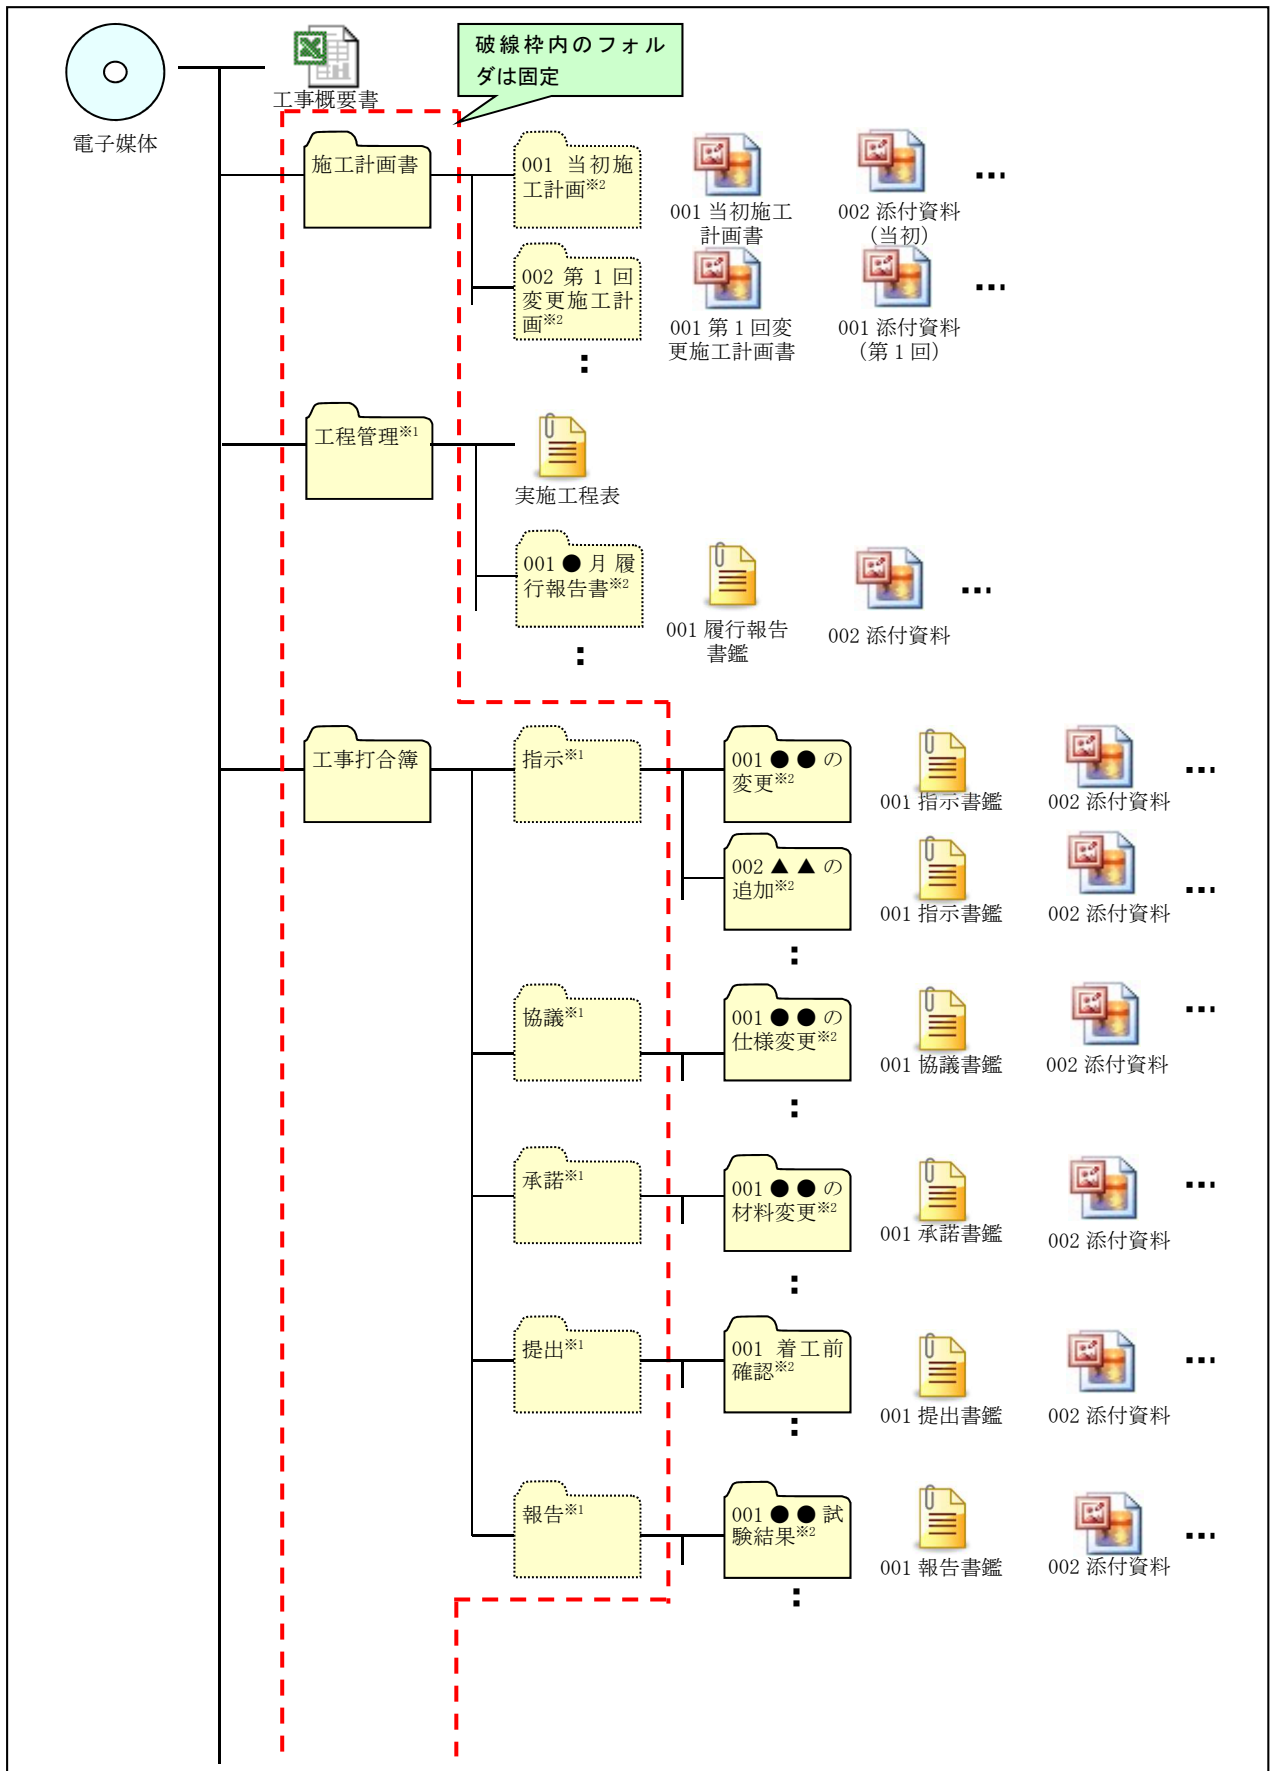 電子媒体
工事概要書
破線枠内のフォル
ダは固定
施工計画書
001 当初施
工計画※2
001 当初施工
計画書
002 添付資料
（当初）
002 第 1 回
変更施工計
画※2
001 第 1 回変
更施工計画書
001 添付資料
（第 1 回）
：
工程管理※1
実施工程表
001 ● 月 履
行報告書※2
001 履行報告
書鑑
002 添付資料
：
工事打合簿
指示※1
001 ● ● の
変更※2
001 指示書鑑
002 添付資料
002 ▲ ▲ の
追加※2
001 指示書鑑
002 添付資料
：
協議※1
001 ● ● の
仕様変更※2
001 協議書鑑
002 添付資料
：
承諾※1
001 ● ● の
材料変更※2
001 承諾書鑑
002 添付資料
：
提出※1
001 着工前
確認※2
001 提出書鑑
002 添付資料
：
報告※1
001 ● ● 試
験結果※2
001 報告書鑑
002 添付資料
：